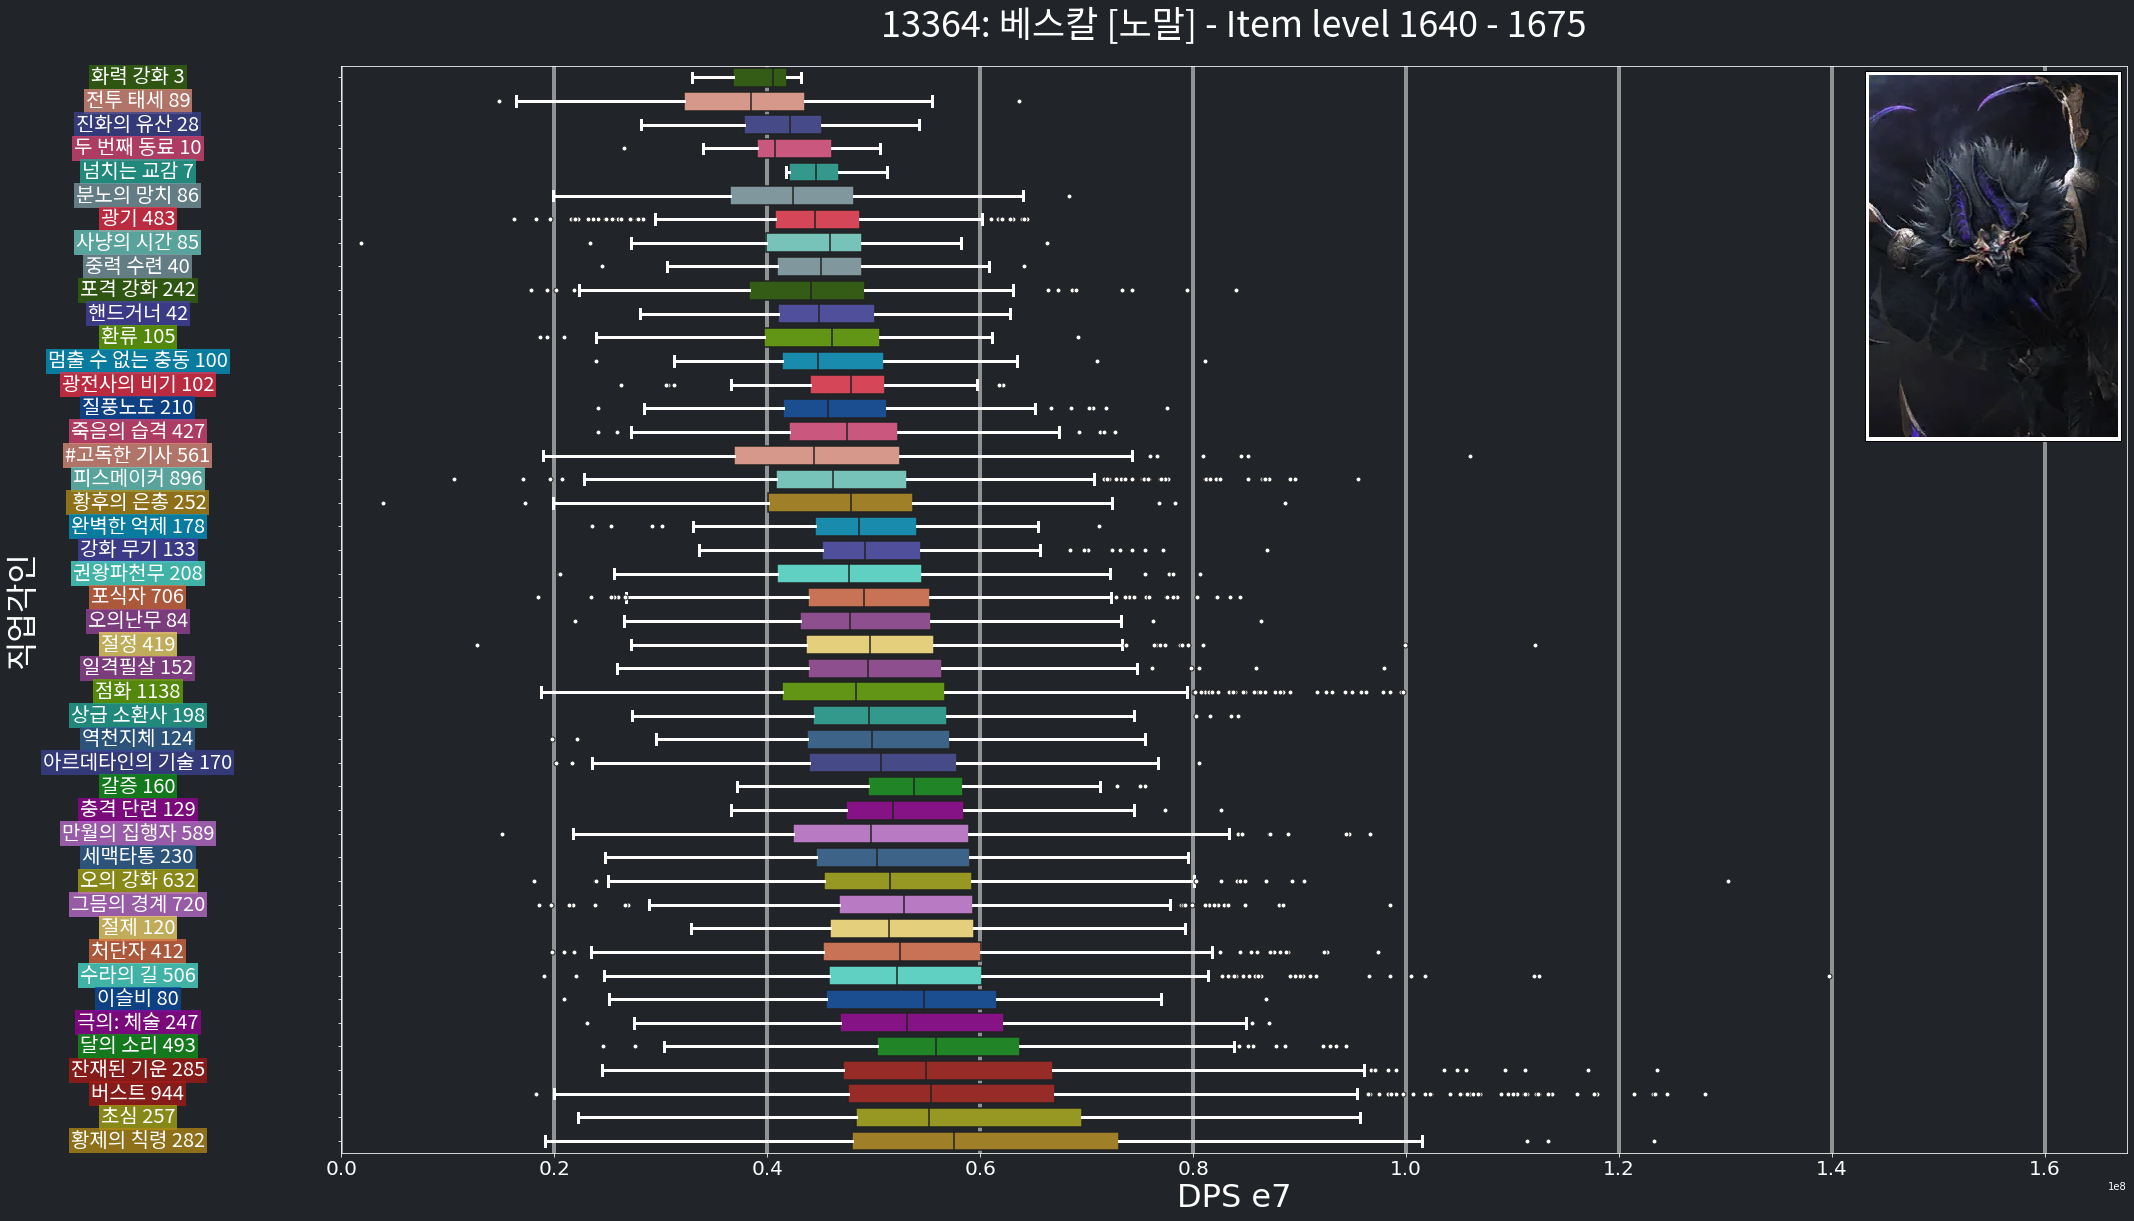 13364: 베스칼 [노말] - Item level 1640 - 1675
화력 강화 3
전투 태세 89
진화의 유산 28
두 번째 동료 10
넘치는 교감 7
분노의 망치 86
광기 483
사냥의 시간 85
중력 수련 40
포격 강화 242
핸드거너 42
환류 105
멈출 수 없는 충동 100
광전사의 비기 102
질풍노도 210
죽음의 습격 427
#고독한 기사 561
피스메이커 896
황후의 은총 252
완벽한 억제 178
강화 무기 133
권왕파천무 208
포식자 706
오의난무 84
절정 419
일격필살 152
점화 1138
상급 소환사 198
역천지체 124
아르데타인의 기술 170
갈증 160
충격 단련 129
만월의 집행자 589
세맥타통 230
오의 강화 632
그믐의 경계 720
절제 120
처단자 412
수라의 길 506
이슬비 80
극의: 체술 247
달의 소리 493
잔재된 기운 285
버스트 944
초심 257
황제의 칙령 282
직업각인
0.0 0.2 0.4 0.6 0.8 1.0 1.2 1.4 1.6
DPS e7
1e8